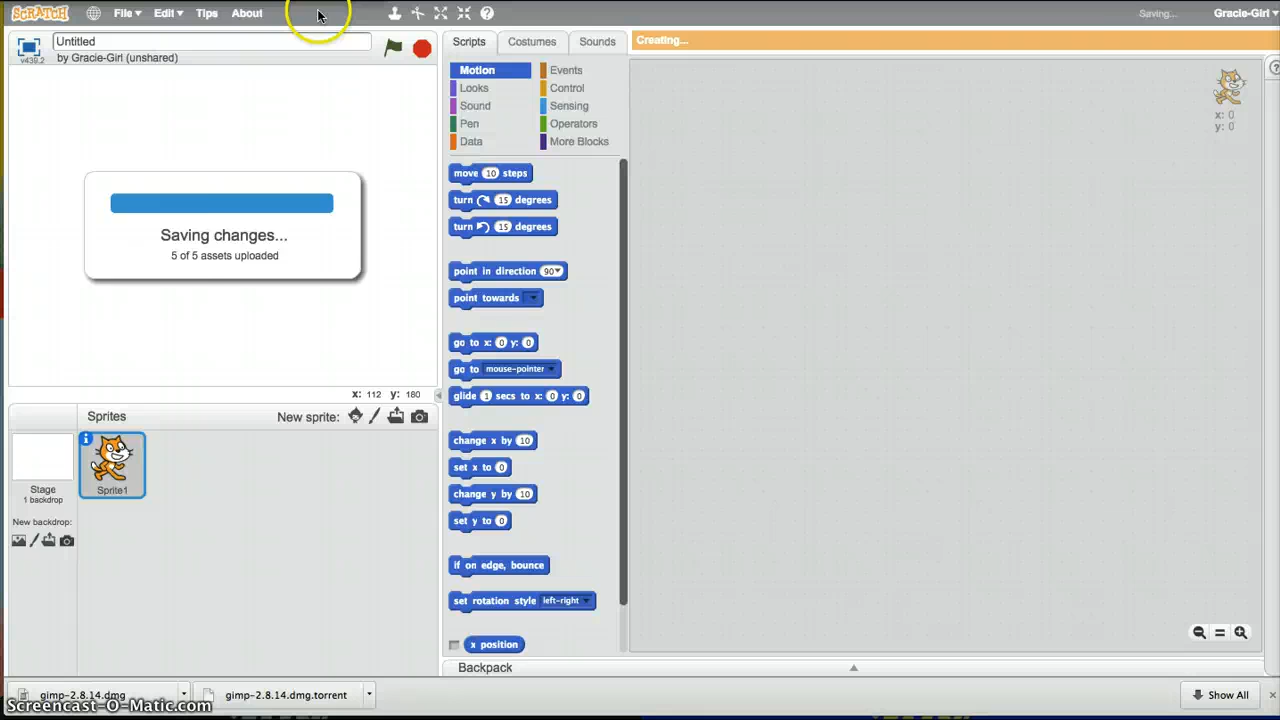 SCRATCH File Edit Tips About Saving... Gracie-Girl
Untitled
by Gracie-Girl (unshared)
v439.2
Scripts Costumes Sounds
Creating...
Motion Events
Looks Control
Sound Sensing
Pen Operators
Data More Blocks
x: 0
y: 0
move 10 steps
turn 15 degrees
turn 15 degrees
point in direction 90
point towards
go to x: 0 y: 0
go to mouse-pointer
glide 1 secs to x: 0 y: 0
change x by 10
set x to 0
change y by 10
set y to 0
if on edge, bounce
set rotation style left-right
x position
Saving changes...
5 of 5 assets uploaded
x: 112 y: 180
Sprites New sprite:
Sprite1
Stage
1 backdrop
New backdrop:
Backpack
gimp-2.8.14.dmg gimp-2.8.14.dmg.torrent Show All
Screencast-O-Matic.com